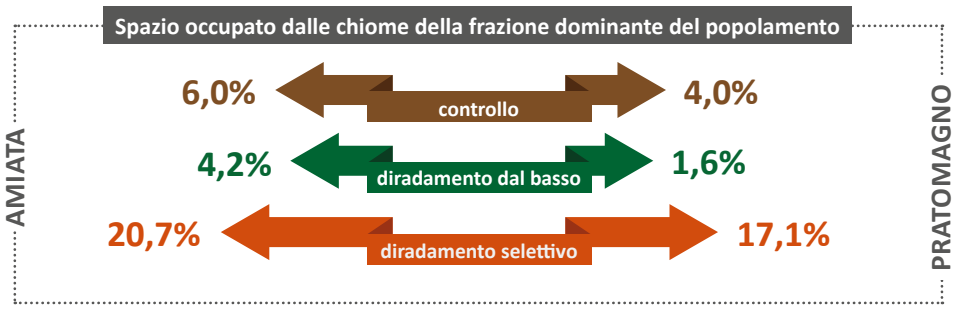 Spazio occupato dalle chiome della frazione dominante del popolamento
AMIATA
6,0%
controllo
4,0%
4,2%
diradamento dal basso
1,6%
20,7%
diradamento selettivo
17,1%
PRATOMAGNO